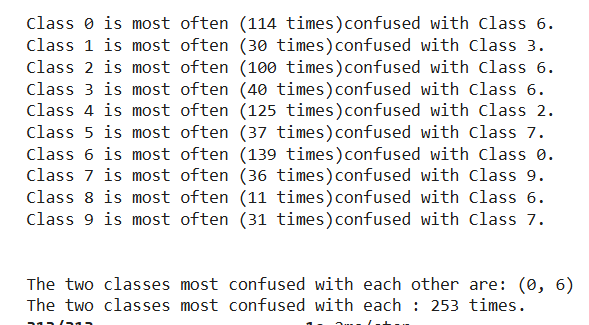 Class 0 is most often (114 times)confused with Class 6.
Class 1 is most often (30 times)confused with Class 3.
Class 2 is most often (100 times)confused with Class 6.
Class 3 is most often (40 times)confused with Class 6.
Class 4 is most often (125 times)confused with Class 2.
Class 5 is most often (37 times)confused with Class 7.
Class 6 is most often (139 times)confused with Class 0.
Class 7 is most often (36 times)confused with Class 9.
Class 8 is most often (11 times)confused with Class 6.
Class 9 is most often (31 times)confused with Class 7.
The two classes most confused with each other are: (0, 6)
The two classes most confused with each : 253 times.